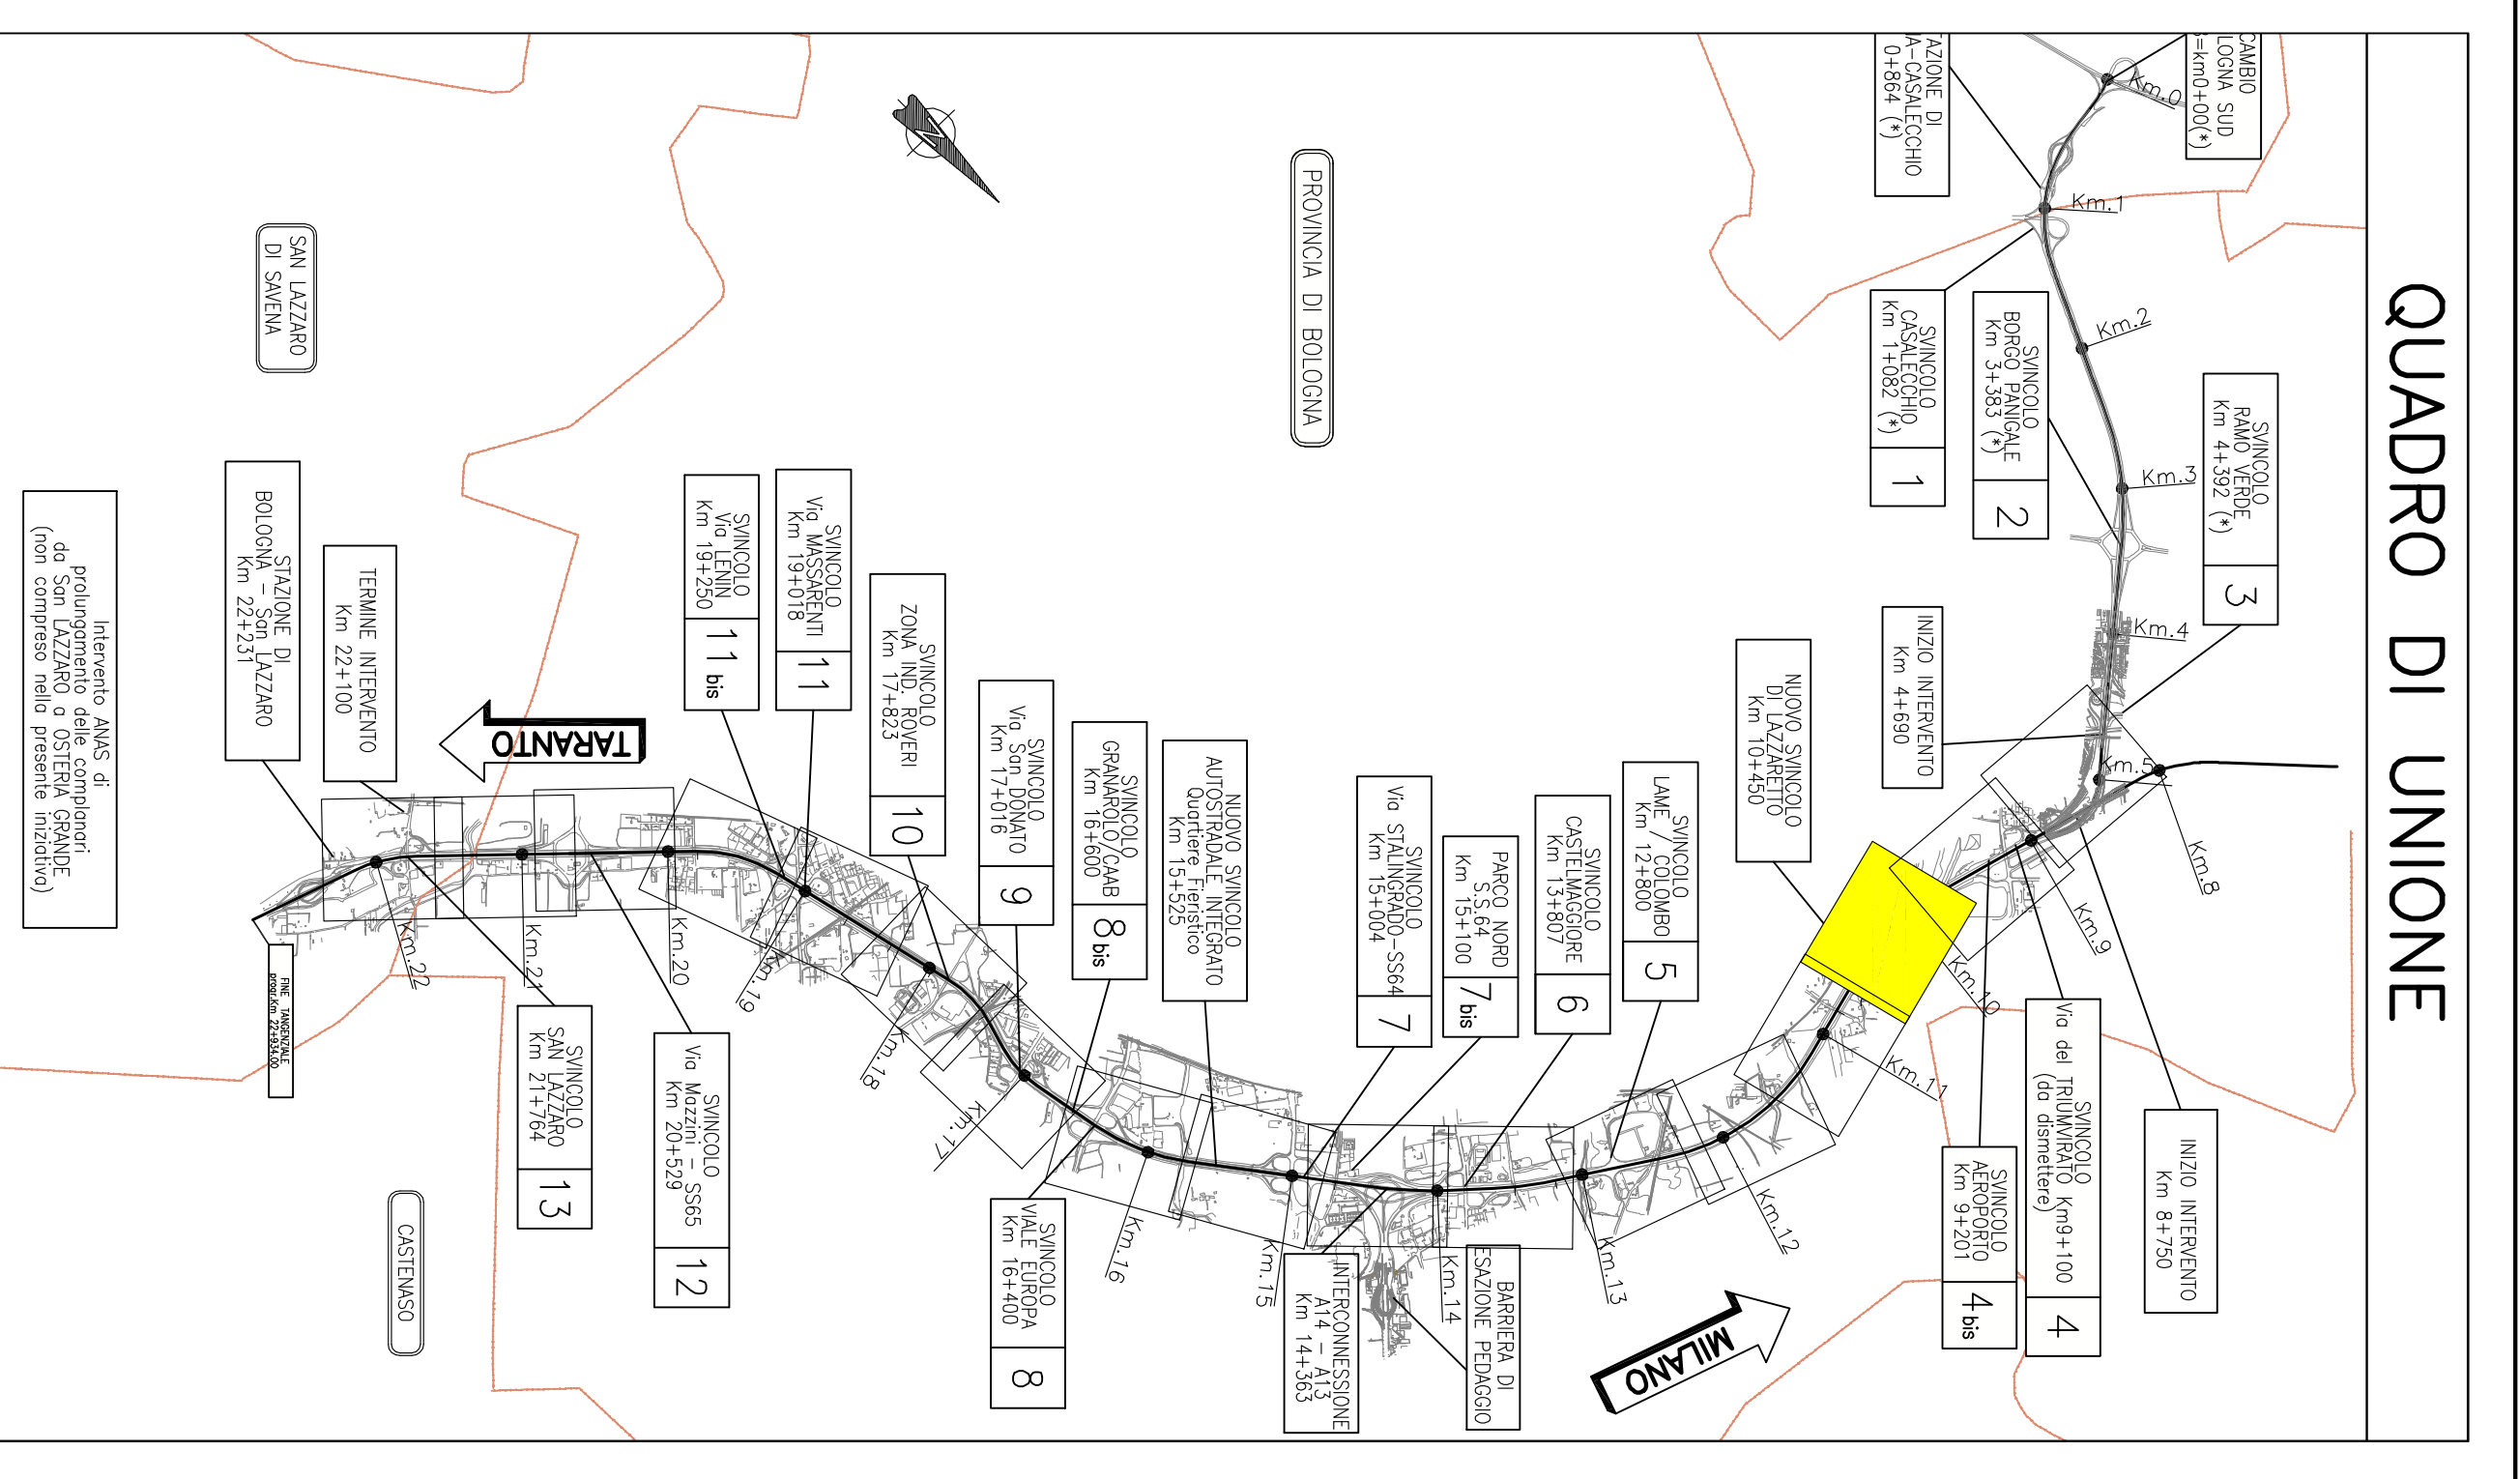 QUADRO DI UNIONE
CAMBIO
LOGNA SUD
=km0+00(*)
TAZIONE DI
A-CASALECCHIO
0+864 (*)
Km.0
Km.1
Km.2
Km.3
Km.4
Km.5
SVINCOLO
RAMO VERDE
Km 4+392 (*)
3
SVINCOLO
BORGO PANIGALE
Km 3+383 (*)
2
SVINCOLO
CASALECCHIO
Km 1+082 (*)
1
INIZIO INTERVENTO
Km 4+690
NUOVO SVINCOLO
DI LAZZARETTO
Km 10+450
Km.8
Km.9
Km.10
Km.11
Km.12
Km.13
Km.14
Km.15
Km.16
Km.17
Km.18
Km.19
Km.20
Km.21
Km.22
INIZIO INTERVENTO
Km 8+750
SVINCOLO
Via del TRIUMVIRATO Km9+100
(da dismettere)
4
SVINCOLO
AEROPORTO
Km 9+201
4 bis
MILANO
SVINCOLO
LAME / COLOMBO
Km 12+800
5
SVINCOLO
CASTELMAGGIORE
Km 13+807
6
PARCO NORD
S.S.64
Km 15+100
7 bis
SVINCOLO
Via STALINGRADO-SS64
Km 15+004
7
BARRIERA DI
ESAZIONE PEDAGGIO
INTERCONNESSIONE
A14 - A13
Km 14+363
PROVINCIA DI BOLOGNA
NUOVO SVINCOLO
AUTOSTRADALE INTEGRATO
Quartiere Fieristico
Km 15+525
SVINCOLO
GRANAROLO/CAAB
Km 16+600
8 bis
SVINCOLO
VIALE EUROPA
Km 16+400
8
SVINCOLO
Via San DONATO
Km 17+016
9
SVINCOLO
ZONA IND. ROVERI
Km 17+823
10
SVINCOLO
Via MASSARENTI
Km 19+018
11
SVINCOLO
Via LENIN
Km 19+250
11 bis
SVINCOLO
Via Mazzini - SS65
Km 20+529
12
SVINCOLO
SAN LAZZARO
Km 21+764
13
TARANTO
CASTENASO
TERMINE INTERVENTO
Km 22+100
SAN LAZZARO
DI SAVENA
STAZIONE DI
BOLOGNA - San LAZZARO
Km 22+231
FINE TANGENZIALE
progr.Km 22+934.00
Intervento ANAS di
prolungamento delle complanari
da San LAZZARO a OSTERIA GRANDE
(non compreso nella presente iniziativa)